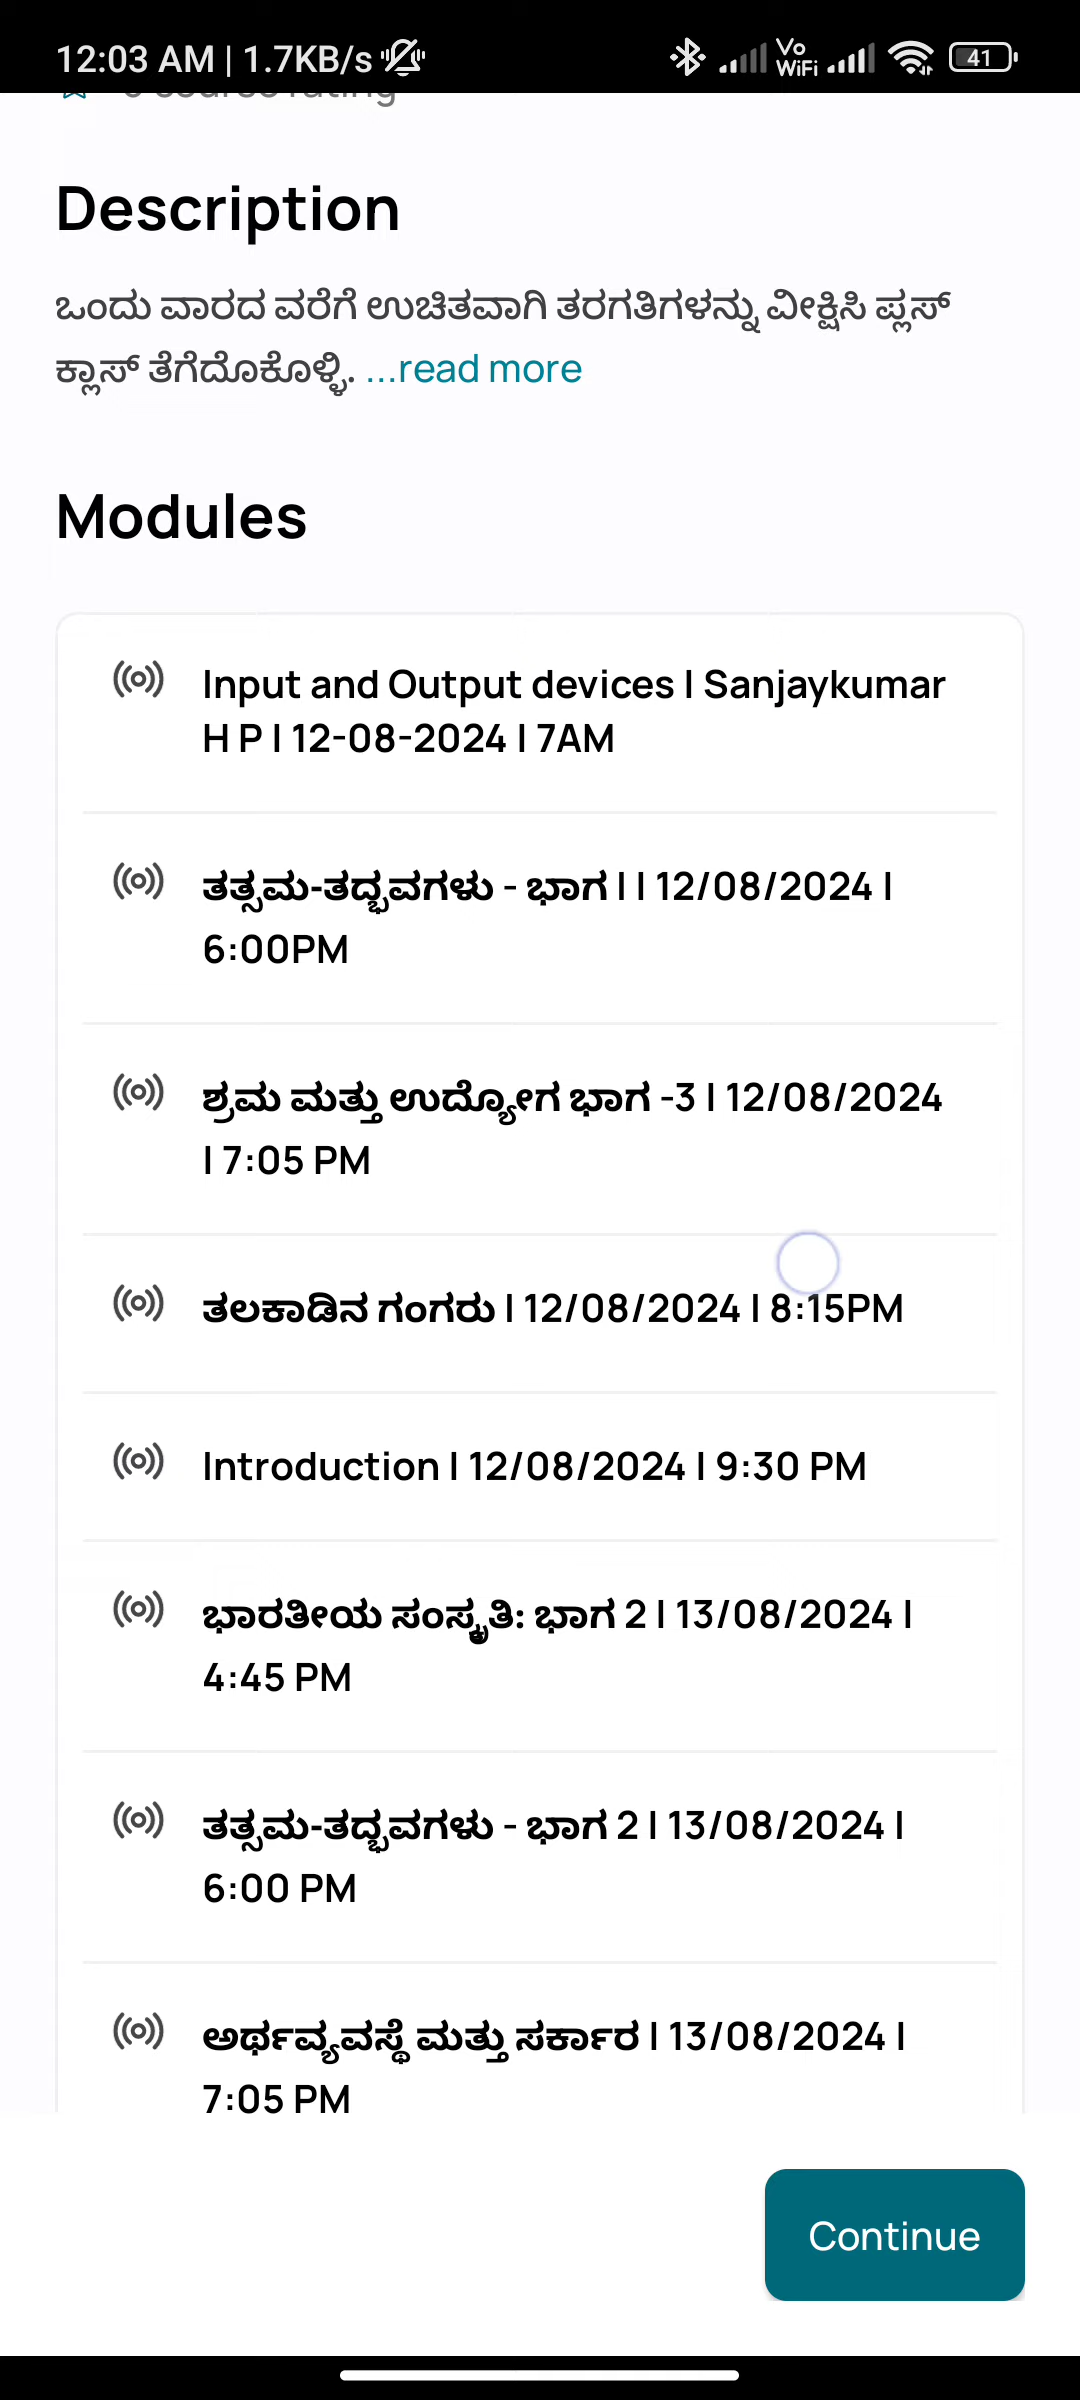 12:03 AM | 1.7KB/s
Vo
WiFi
41
course rating
Description
ಒಂದು ವಾರದ ವರೆಗೆ ಉಚಿತವಾಗಿ ತರಗತಿಗಳನ್ನು ವೀಕ್ಷಿಸಿ ಪ್ಲಸ್
ಕ್ಲಾಸ್ ತೆಗೆದೊಕೊಳ್ಳಿ. ...read more
Modules
Input and Output devices | Sanjaykumar
H P | 12-08-2024 | 7AM
ತತ್ಸಮ-ತದ್ಭವಗಳು - ಭಾಗ | | 12/08/2024 |
6:00PM
ಶ್ರಮ ಮತ್ತು ಉದ್ಯೋಗ ಭಾಗ -3 | 12/08/2024
| 7:05 PM
ತಲಕಾಡಿನ ಗಂಗರು | 12/08/2024 | 8:15PM
Introduction | 12/08/2024 | 9:30 PM
ಭಾರತೀಯ ಸಂಸ್ಕೃತಿ: ಭಾಗ 2 | 13/08/2024 |
4:45 PM
ತತ್ಸಮ-ತದ್ಭವಗಳು - ಭಾಗ 2 | 13/08/2024 |
6:00 PM
ಅರ್ಥವ್ಯವಸ್ಥೆ ಮತ್ತು ಸರ್ಕಾರ | 13/08/2024 |
7:05 PM
Continue